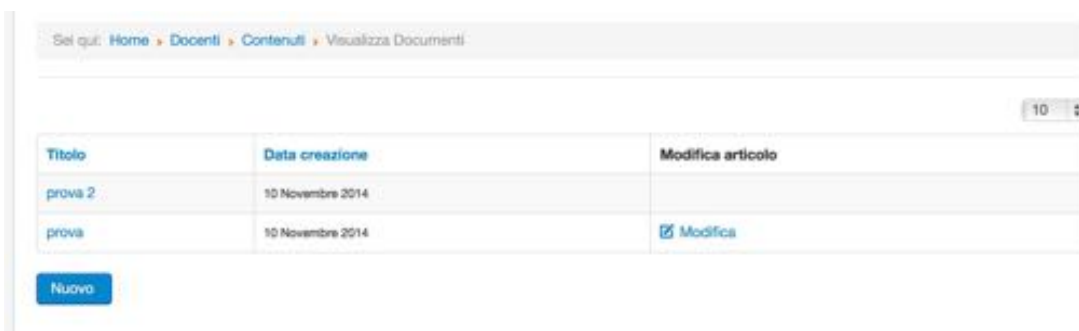 Sei qui: Home Docenti Contenuti Visualizza Documenti
10
Titolo Data creazione Modifica articolo
prova 2 10 Novembre 2014
prova 10 Novembre 2014 Modifica
Nuovo